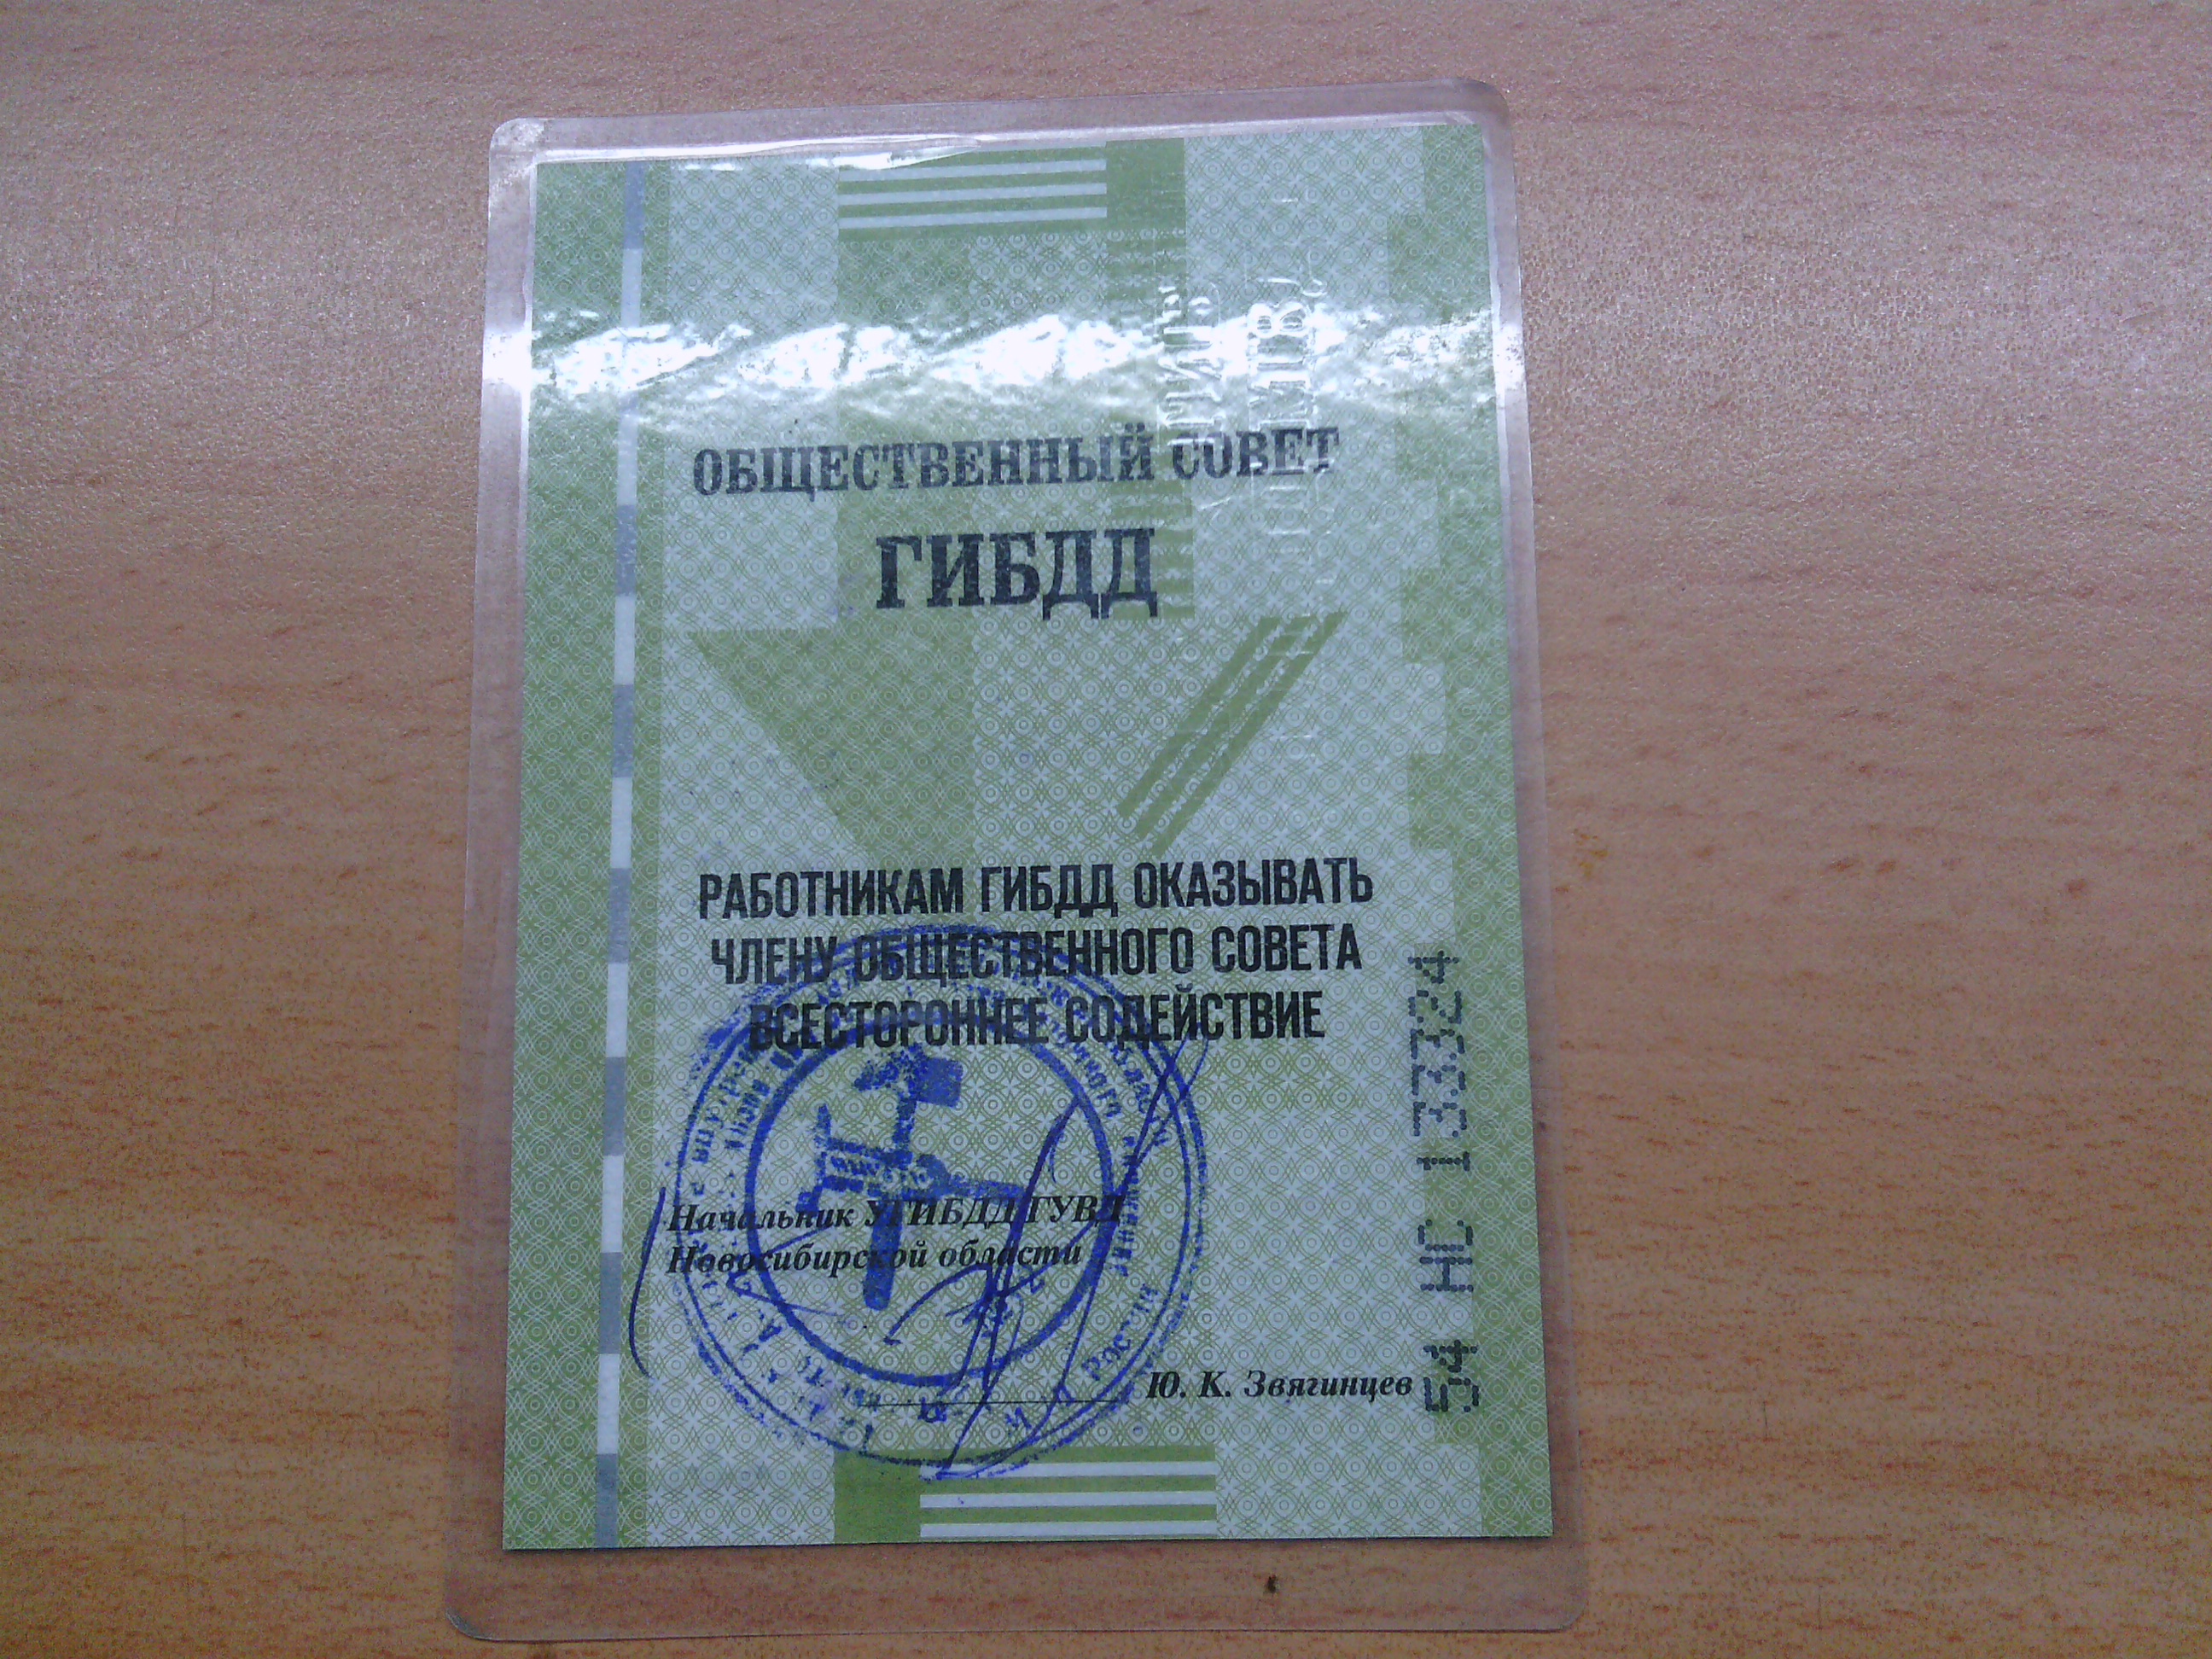 ОБЩЕСТВЕННЫЙ СОВЕТ
ГИБДД
РАБОТНИКАМ ГИБДД ОКАЗЫВАТЬ
ЧЛЕНУ ОБЩЕСТВЕННОГО СОВЕТА
ВСЕСТОРОННЕЕ СОДЕЙСТВИЕ
Начальник УГИБДД ГУВД
Новосибирской области
Ю. К. Звягинцев
54 НС 133324
России